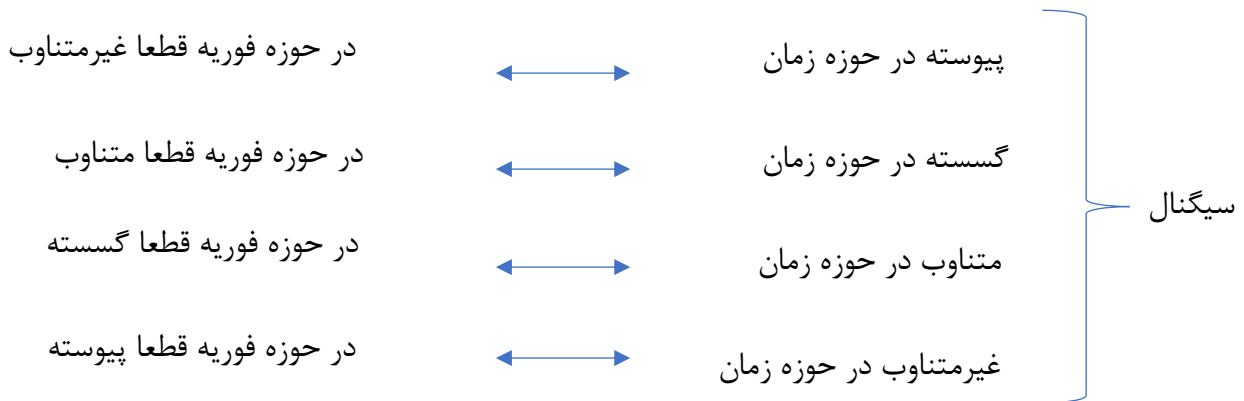 سیگنال
پیوسته در حوزه زمان
در حوزه فوریه قطعا غیرمتناوب
گسسته در حوزه زمان
در حوزه فوریه قطعا متناوب
متناوب در حوزه زمان
در حوزه فوریه قطعا گسسته
غیرمتناوب در حوزه زمان
در حوزه فوریه قطعا پیوسته